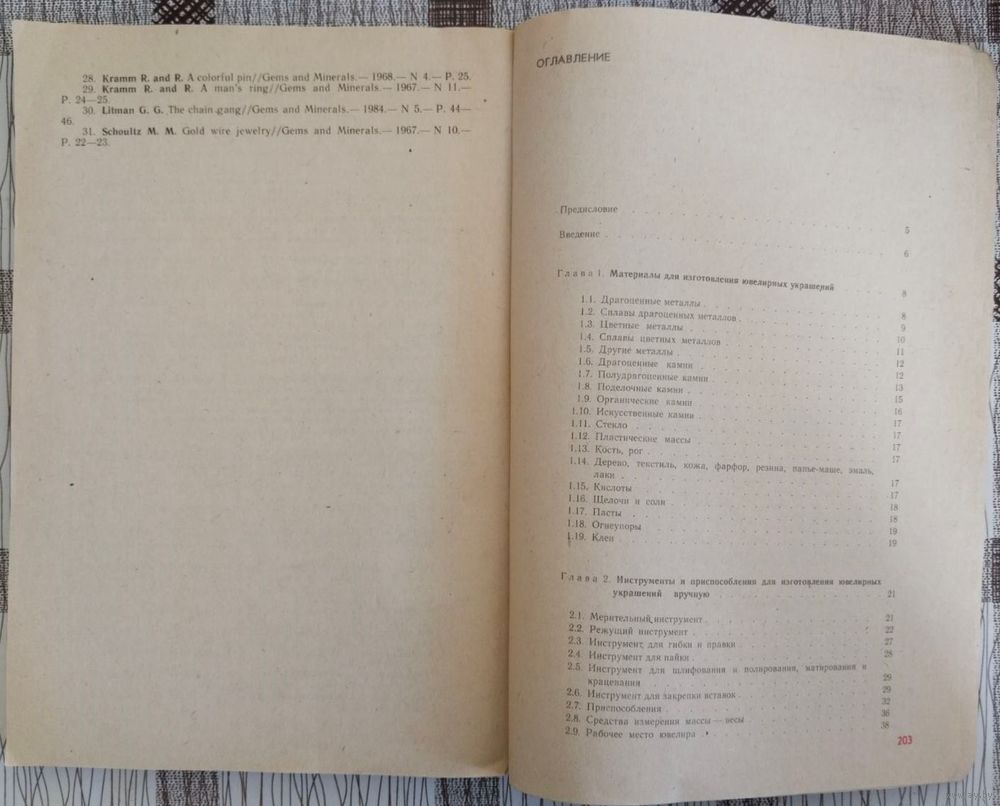 28. Kramm R. and R. A colorful pin//Gems and Minerals.— 1968.— N 4.— P. 25.
29. Kramm R. and R. A man's ring//Gems and Minerals.— 1967.— N 11.—
P. 24—25.
30. Litman G. G. The chain gang//Gems and Minerals.— 1984.— N 5.— P. 44—
46.
31. Schoultz M. M. Gold wire jewelry//Gems and Minerals.— 1967.— N 10.—
P. 22—23.
ОГЛАВЛЕНИЕ
Предисловие 5
Введение 6
Глава 1. Материалы для изготовления ювелирных украшений 8
1.1. Драгоценные металлы 8
1.2. Сплавы драгоценных металлов 9
1.3. Цветные металлы 10
1.4. Сплавы цветных металлов 11
1.5. Другие металлы 12
1.6. Драгоценные камни 12
1.7. Полудрагоценные камни 13
1.8. Поделочные камни 15
1.9. Органические камни 16
1.10. Искусственные камни 17
1.11. Стекло 17
1.12. Пластические массы 17
1.13. Кость, рог 17
1.14. Дерево, текстиль, кожа, фарфор, резина, папье-маше, эмаль,
лаки 17
1.15. Кислоты 17
1.16. Щелочи и соли 18
1.17. Пасты 18
1.18. Огнеупоры 19
1.19. Клеи 19
Глава 2. Инструменты и приспособления для изготовления ювелирных
украшений вручную 21
2.1. Мерительный инструмент 21
2.2. Режущий инструмент 22
2.3. Инструмент для гибки и правки 27
2.4. Инструмент для пайки 28
2.5. Инструмент для шлифования и полирования, матирования и
крацевания 29
2.6. Инструмент для закрепки вставок 29
2.7. Приспособления 32
2.8. Средства измерения массы — весы 36
2.9. Рабочее место ювелира 38
203